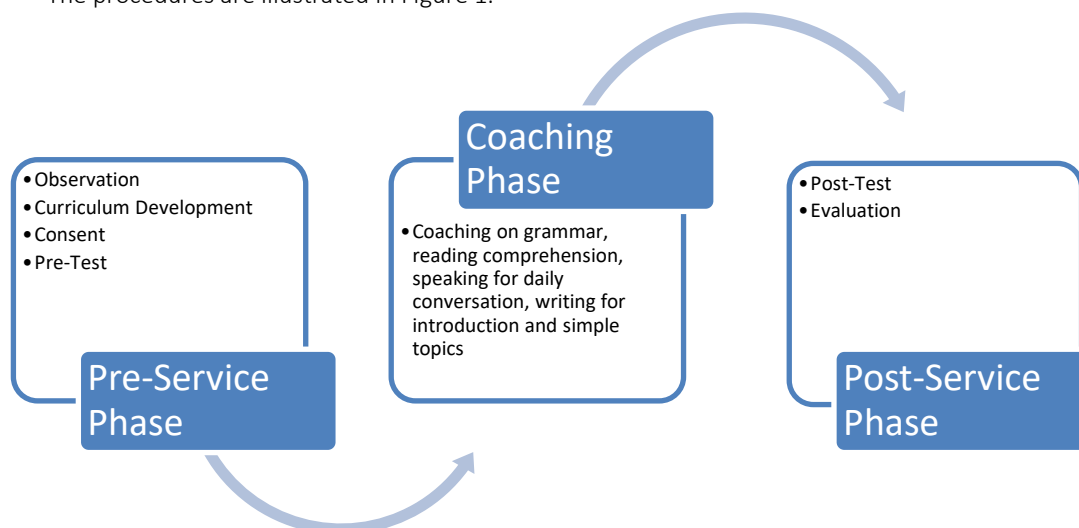 The procedures are illustrated in Figure 1.
•Observation
•Curriculum Development
•Consent
•Pre-Test
Pre-Service
Phase
Coaching
Phase
•Coaching on grammar,
reading comprehension,
speaking for daily
conversation, writing for
introduction and simple
topics
•Post-Test
•Evaluation
Post-Service
Phase